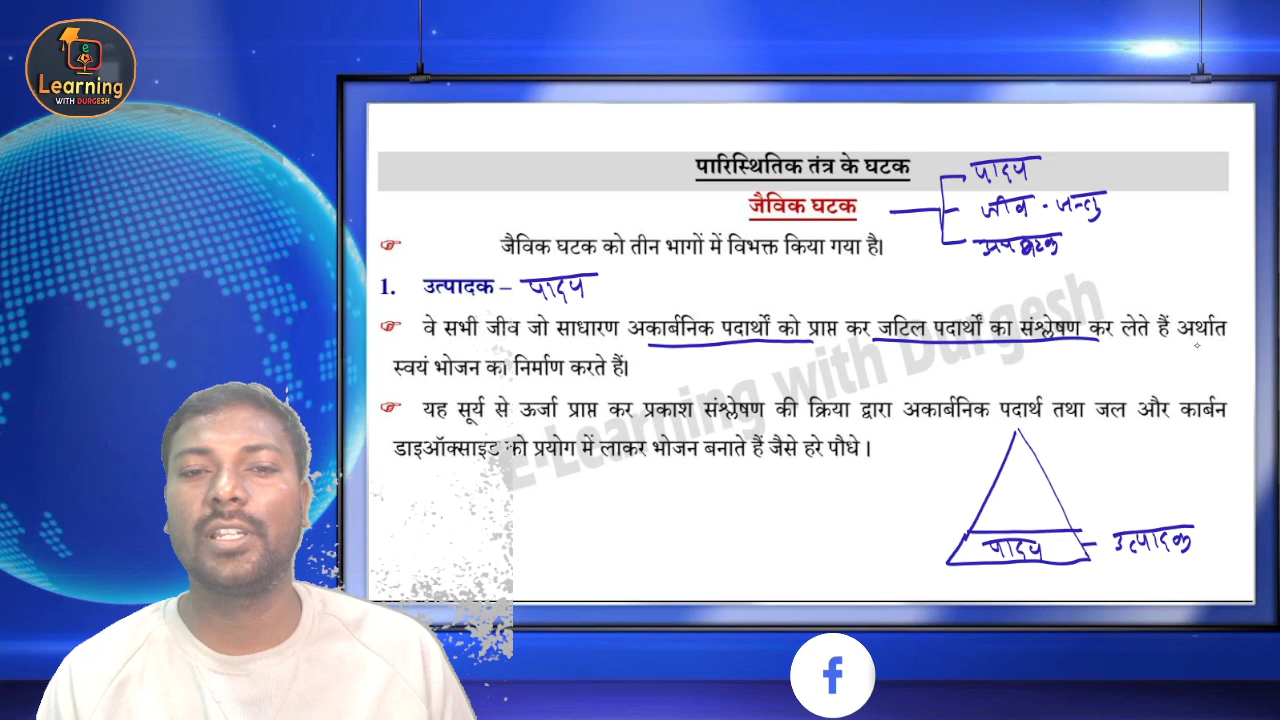 e
Learning
WITH DURGESH
पारिस्थितिक तंत्र के घटक
जैविक घटक
पादप
जीव - जन्तु
अपघटक
जैविक घटक को तीन भागों में विभक्त किया गया है।
1. उत्पादक – पादप
वे सभी जीव जो साधारण अकार्बनिक पदार्थों को प्राप्त कर जटिल पदार्थों का संश्लेषण कर लेते हैं अर्थात
स्वयं भोजन का निर्माण करते हैं।
यह सूर्य से ऊर्जा प्राप्त कर प्रकाश संश्लेषण की क्रिया द्वारा अकार्बनिक पदार्थ तथा जल और कार्बन
डाइऑक्साइड को प्रयोग में लाकर भोजन बनाते हैं जैसे हरे पौधे ।
E-Learning with Durgesh
पादप उत्पादक
f